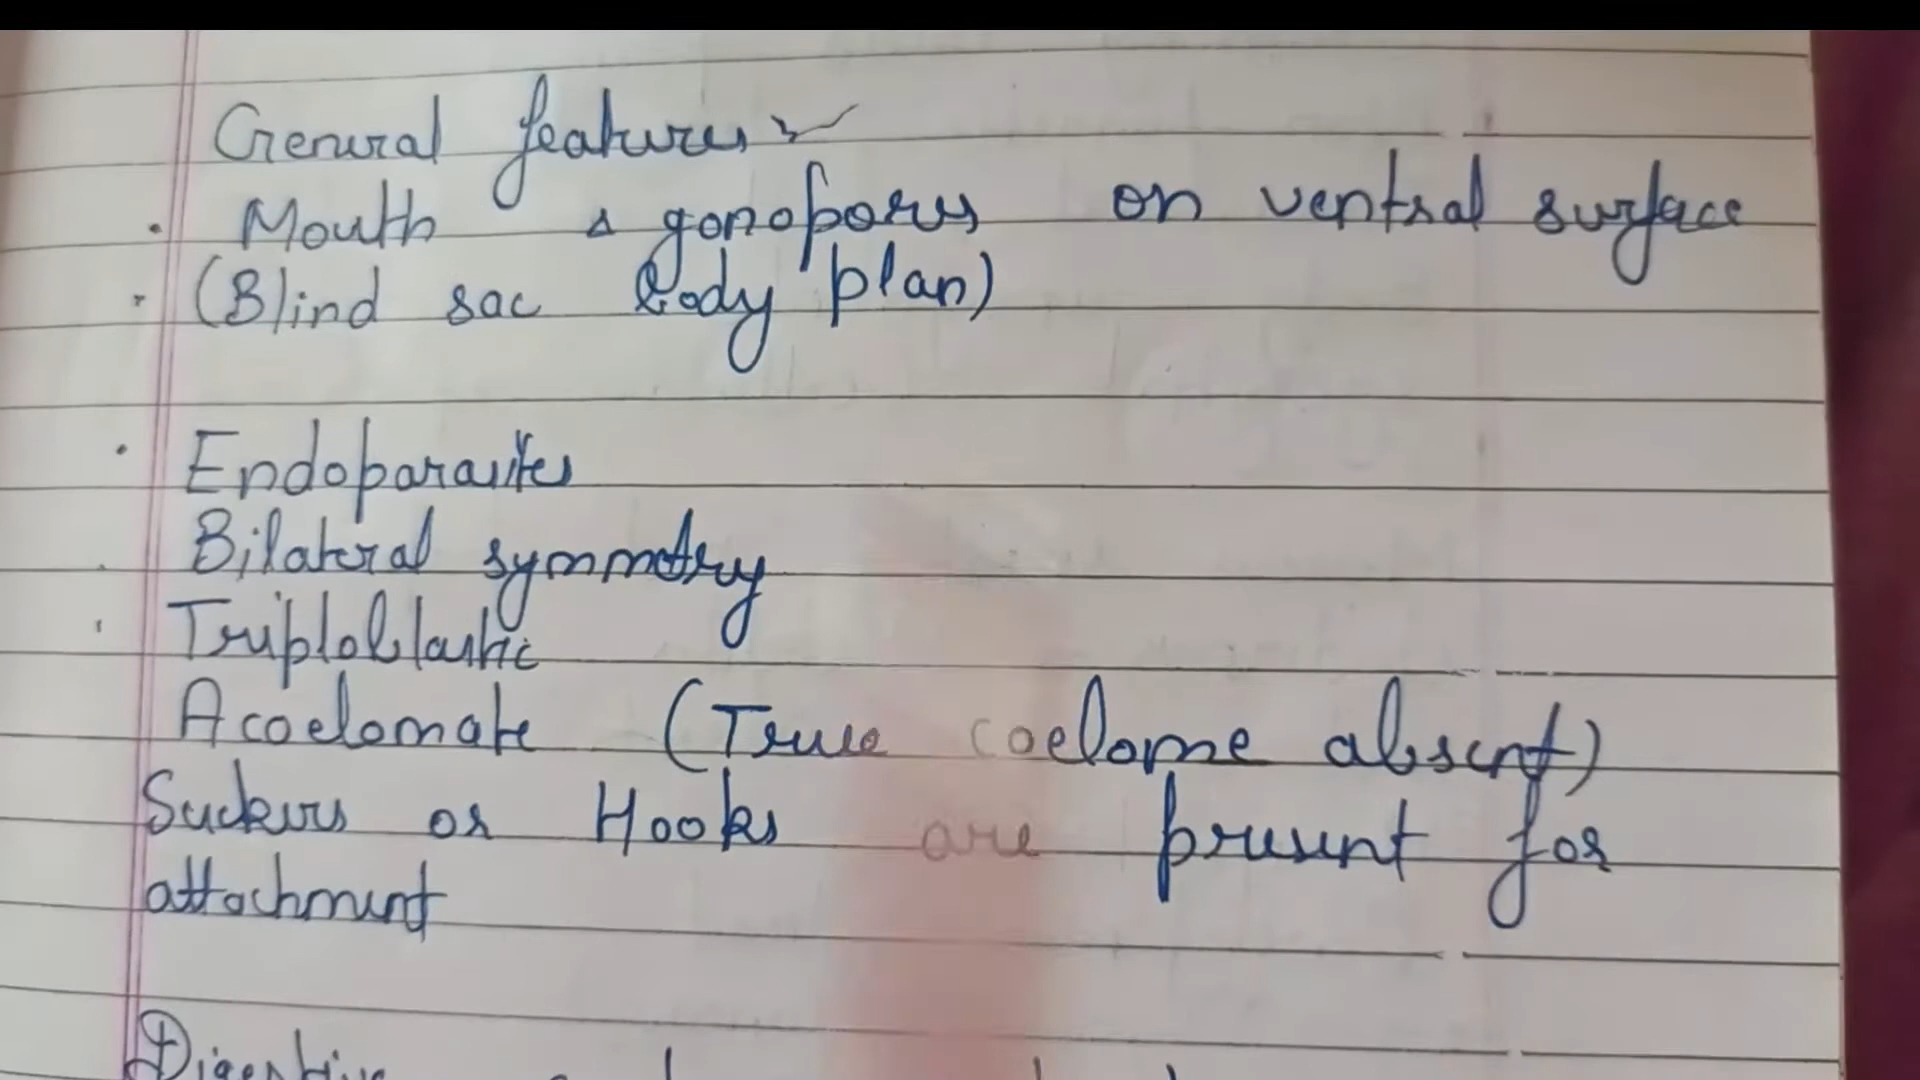 General features
• Mouth & gonopores on ventral surface
• (Blind sac body plan)
• Endoparasites
• Bilateral symmetry
• Triploblastic
Acoelomate (True coelome absent)
Suckers or Hooks are present for
attachment
Digestive